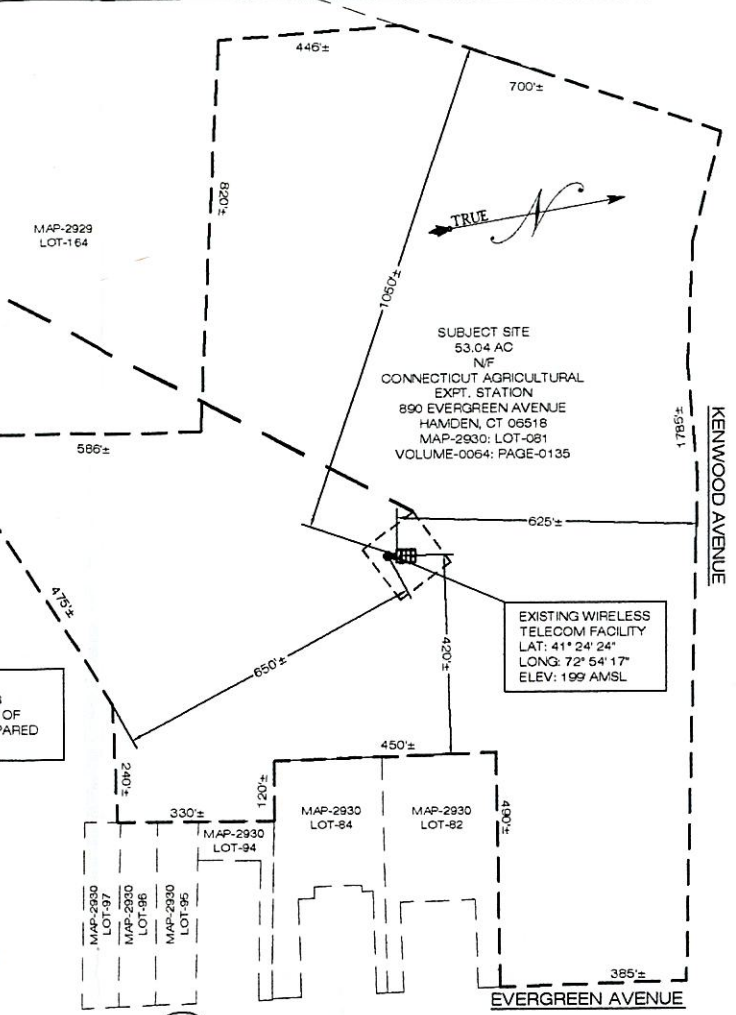 446'±
700'±
820'±
MAP-2929
LOT-164
TRUE N
1050'±
SUBJECT SITE
53.04 AC
N/F
CONNECTICUT AGRICULTURAL
EXPT. STATION
890 EVERGREEN AVENUE
HAMDEN, CT 06518
MAP-2930: LOT-081
VOLUME-0064: PAGE-0135
1785'±
KENWOOD AVENUE
586'±
625'±
475'±
EXISTING WIRELESS
TELECOM FACILITY
LAT: 41° 24' 24"
LONG: 72° 54' 17"
ELEV: 199' AMSL
650'±
420'±
OF
PARED
240'±
450'±
120'±
330'±
490'±
MAP-2930
LOT-94
MAP-2930
LOT-84
MAP-2930
LOT-82
MAP-2930
LOT-97
MAP-2930
LOT-96
MAP-2930
LOT-95
385'±
EVERGREEN AVENUE